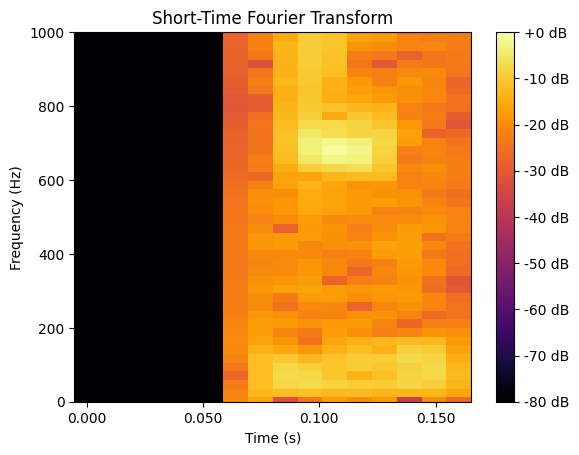 Short-Time Fourier Transform
Frequency (Hz)
1000
800
600
400
200
0
0.000
0.050
0.100
0.150
Time (s)
+0 dB
-10 dB
-20 dB
-30 dB
-40 dB
-50 dB
-60 dB
-70 dB
-80 dB